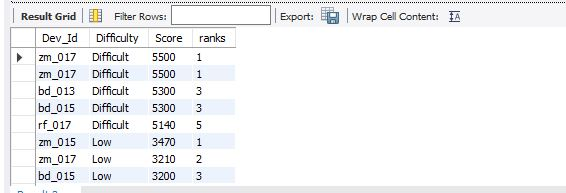 Result Grid Filter Rows: Export: Wrap Cell Content: IA
Dev_Id Difficulty Score ranks
zm_017 Difficult 5500 1
zm_017 Difficult 5500 1
bd_013 Difficult 5300 3
bd_015 Difficult 5300 3
rf_017 Difficult 5140 5
zm_015 Low 3470 1
zm_017 Low 3210 2
bd_015 Low 3200 3